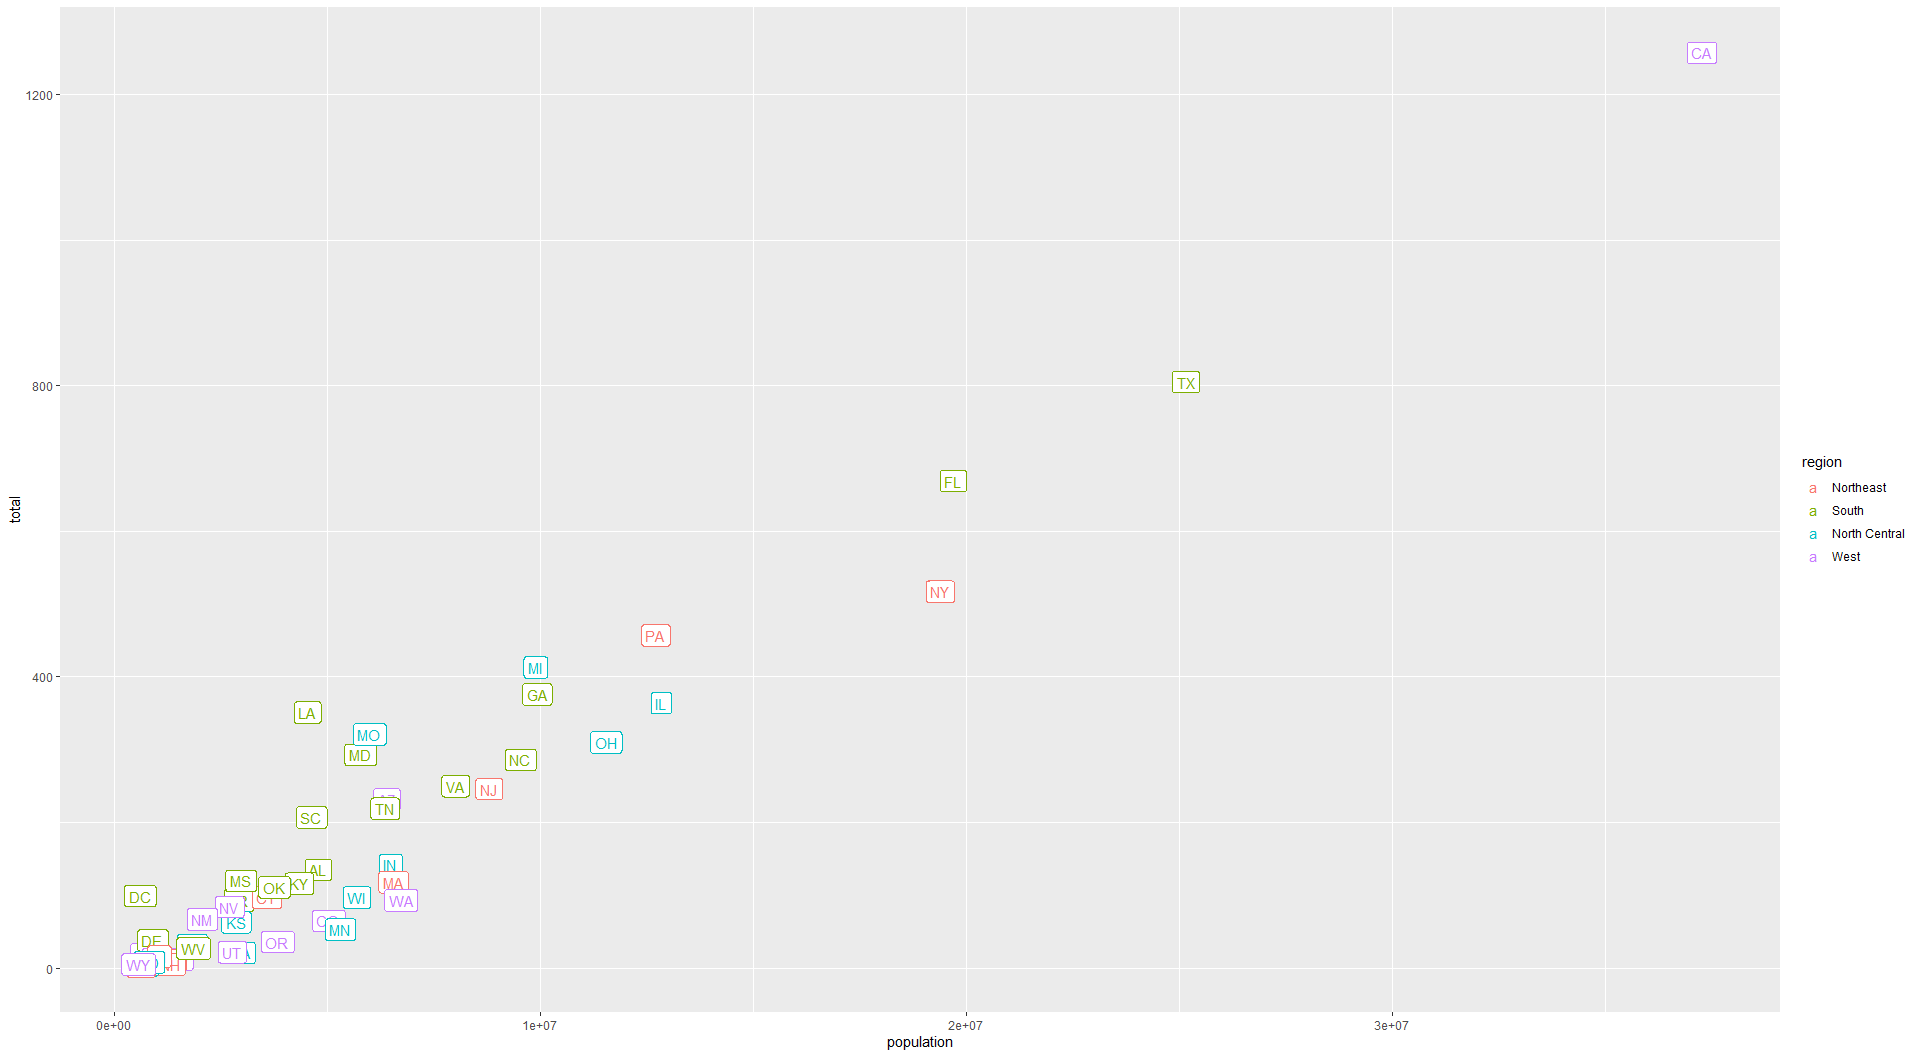 CA
1200
TX
800
FL
region
a Northeast
a South
a North Central
a West
total
NY
PA
MI
400
GA
IL
LA
MO
OH
MD
NC
VA
NJ
TN
SC
IN
AL
MS
MA
KY
OK
DC
WI
WA
NV
NM
KS
MN
DE
OR
WV
UT
WY
0
0e+00
1e+07
2e+07
3e+07
population